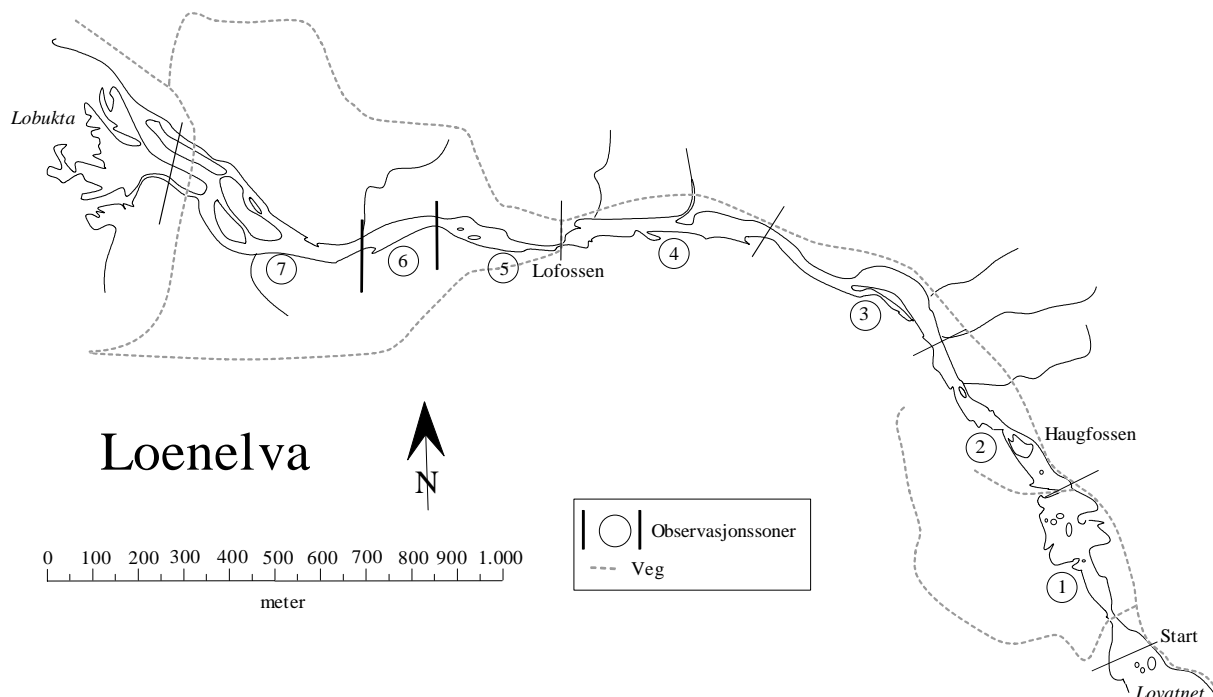 Lobukta
7
6
5
Lofossen
4
3
Haugfossen
2
1
Start
Lovatnet
Loenelva
N
0 100 200 300 400 500 600 700 800 900 1.000
meter
Observasjonssoner
Veg